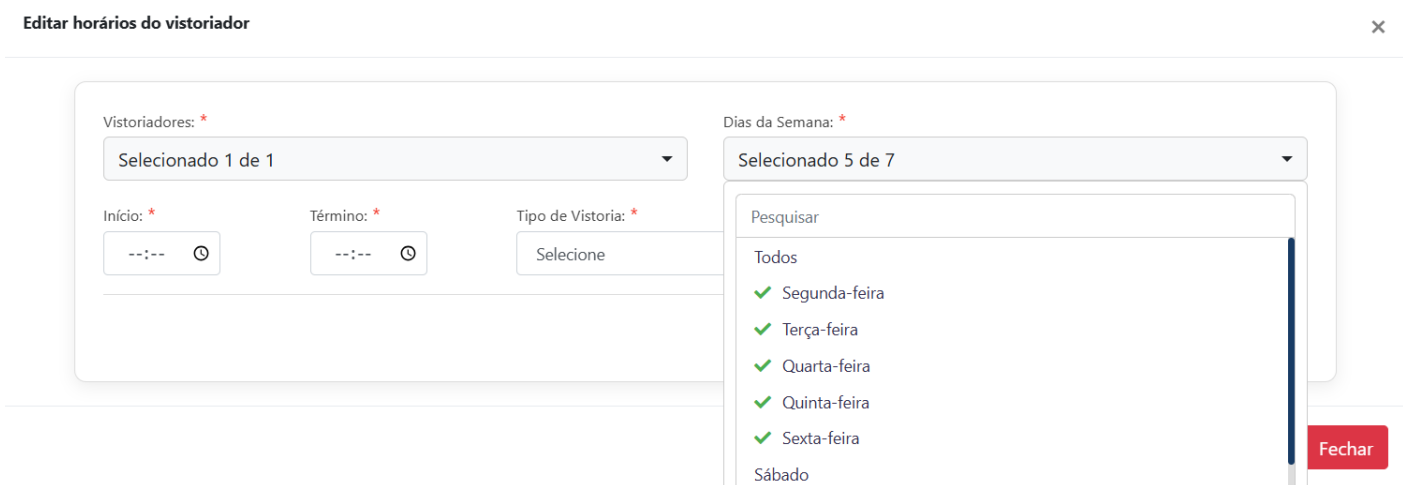 Editar horários do vistoriador
×
Vistoriadores: *
Selecionado 1 de 1
Dias da Semana: *
Selecionado 5 de 7
Início: *
--:--
Término: *
--:--
Tipo de Vistoria: *
Selecione
Pesquisar
Todos
Segunda-feira
Terça-feira
Quarta-feira
Quinta-feira
Sexta-feira
Sábado
Fechar